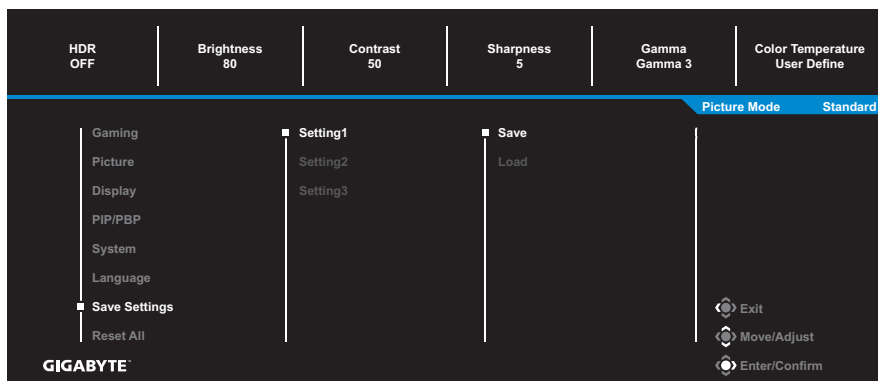 HDR Brightness Contrast Sharpness Gamma Color Temperature
OFF 80 50 5 Gamma 3 User Define
Picture Mode Standard
Gaming Setting1 Save
Picture Setting2 Load
Display Setting3
PIP/PBP
System
Language
Save Settings Exit
Reset All Move/Adjust
GIGABYTE™ Enter/Confirm